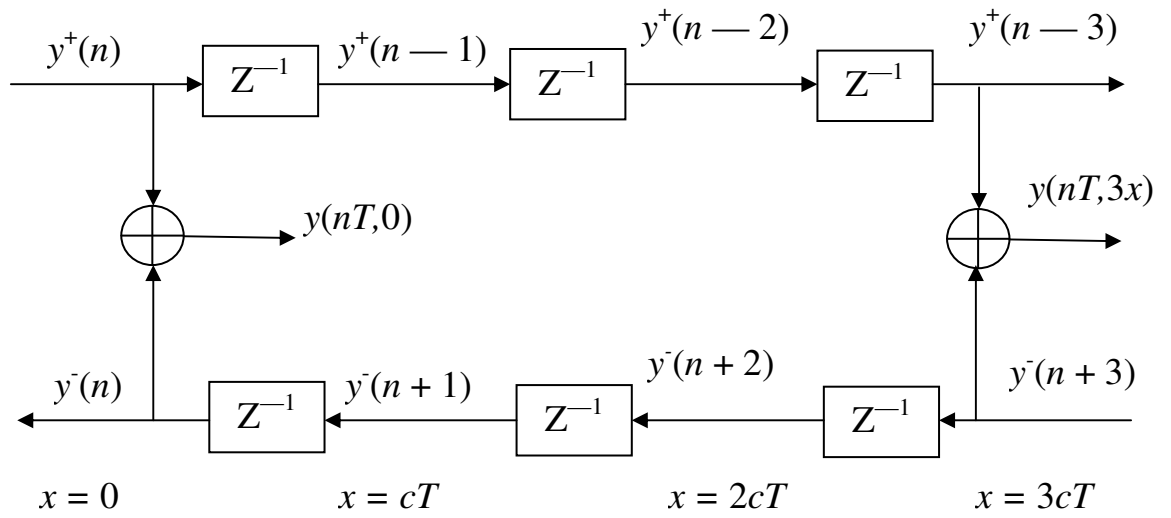 y⁺(n)
y⁺(n — 1)
y⁺(n — 2)
y⁺(n — 3)
Z⁻¹
Z⁻¹
Z⁻¹
y(nT,0)
y(nT,3x)
y⁻(n)
y⁻(n + 1)
y⁻(n + 2)
y⁻(n + 3)
Z⁻¹
Z⁻¹
Z⁻¹
x = 0
x = cT
x = 2cT
x = 3cT